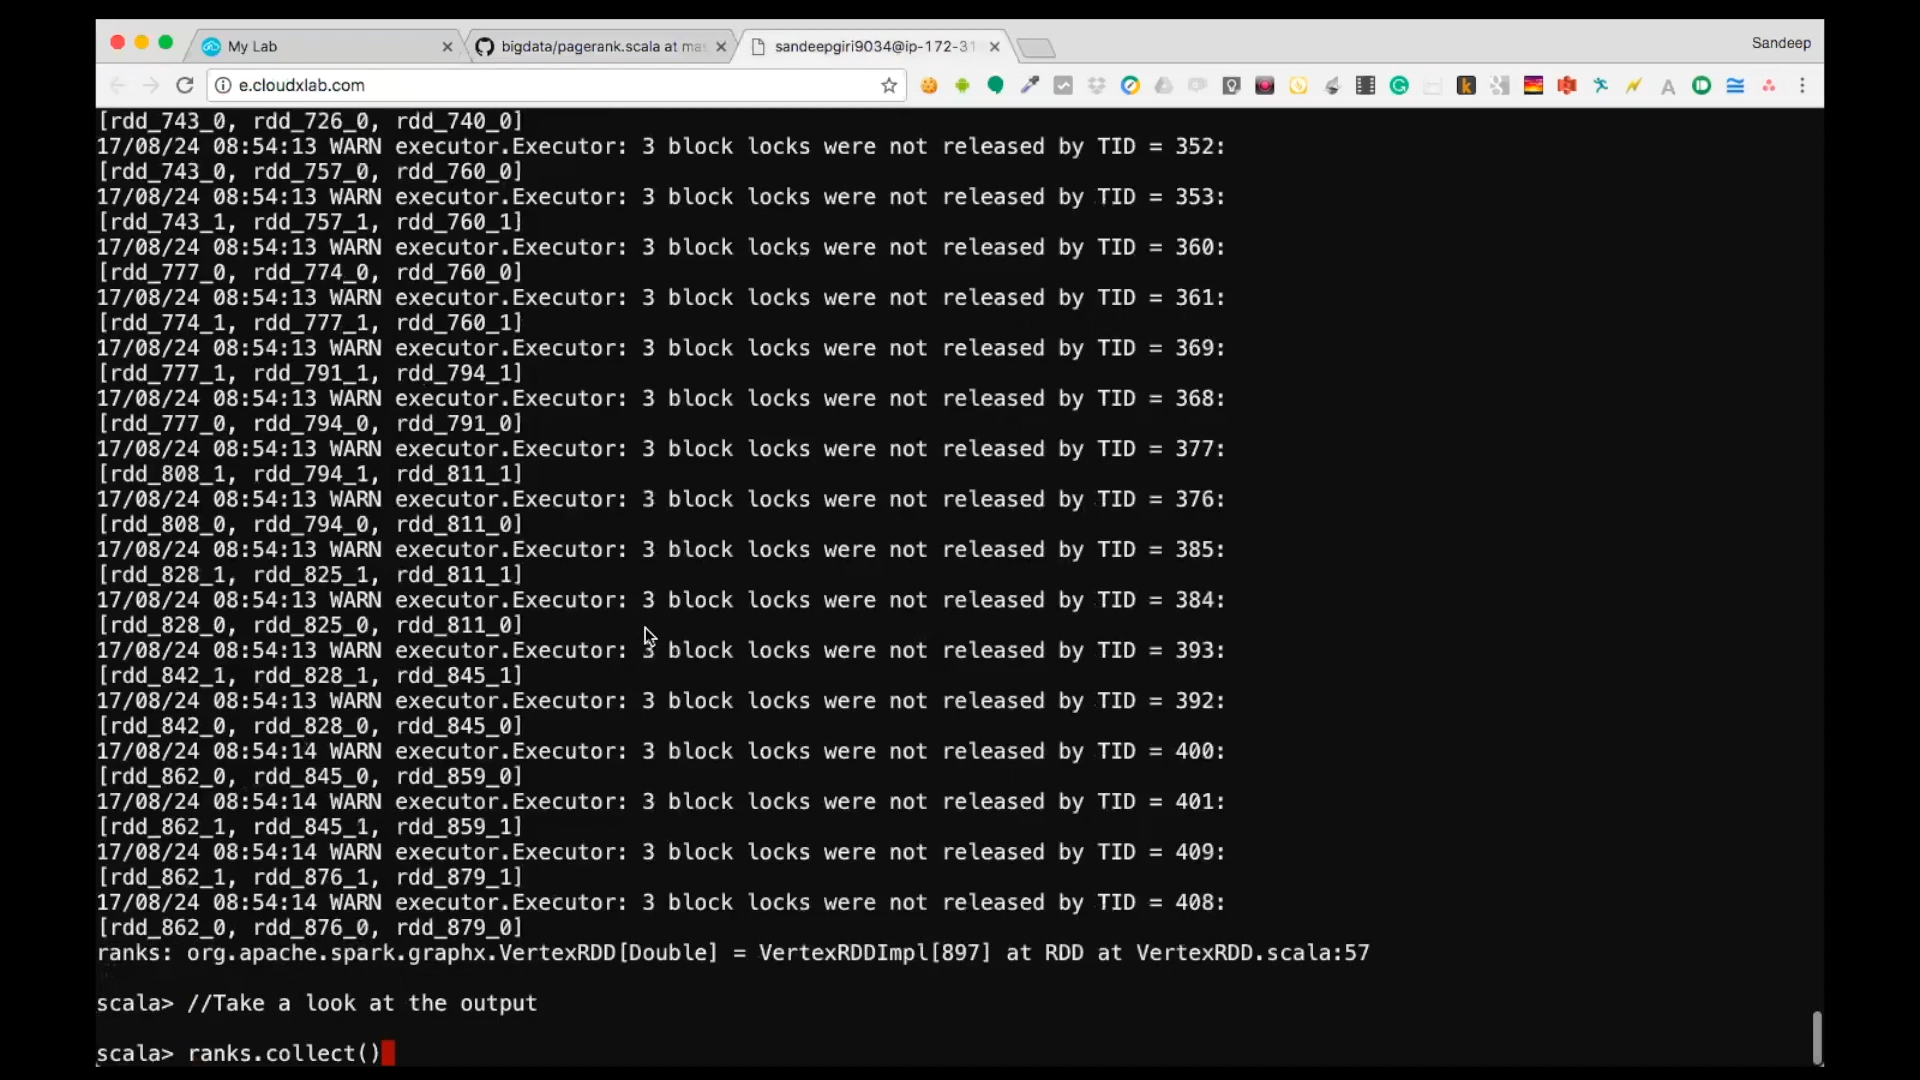 My Lab
bigdata/pagerank.scala at mas
sandeepgiri9034@ip-172-31
Sandeep
e.cloudxlab.com
[rdd_743_0, rdd_726_0, rdd_740_0]
17/08/24 08:54:13 WARN executor.Executor: 3 block locks were not released by TID = 352:
[rdd_743_0, rdd_757_0, rdd_760_0]
17/08/24 08:54:13 WARN executor.Executor: 3 block locks were not released by TID = 353:
[rdd_743_1, rdd_757_1, rdd_760_1]
17/08/24 08:54:13 WARN executor.Executor: 3 block locks were not released by TID = 360:
[rdd_777_0, rdd_774_0, rdd_760_0]
17/08/24 08:54:13 WARN executor.Executor: 3 block locks were not released by TID = 361:
[rdd_774_1, rdd_777_1, rdd_760_1]
17/08/24 08:54:13 WARN executor.Executor: 3 block locks were not released by TID = 369:
[rdd_777_1, rdd_791_1, rdd_794_1]
17/08/24 08:54:13 WARN executor.Executor: 3 block locks were not released by TID = 368:
[rdd_777_0, rdd_794_0, rdd_791_0]
17/08/24 08:54:13 WARN executor.Executor: 3 block locks were not released by TID = 377:
[rdd_808_1, rdd_794_1, rdd_811_1]
17/08/24 08:54:13 WARN executor.Executor: 3 block locks were not released by TID = 376:
[rdd_808_0, rdd_794_0, rdd_811_0]
17/08/24 08:54:13 WARN executor.Executor: 3 block locks were not released by TID = 385:
[rdd_828_1, rdd_825_1, rdd_811_1]
17/08/24 08:54:13 WARN executor.Executor: 3 block locks were not released by TID = 384:
[rdd_828_0, rdd_825_0, rdd_811_0]
17/08/24 08:54:13 WARN executor.Executor: 3 block locks were not released by TID = 393:
[rdd_842_1, rdd_828_1, rdd_845_1]
17/08/24 08:54:13 WARN executor.Executor: 3 block locks were not released by TID = 392:
[rdd_842_0, rdd_828_0, rdd_845_0]
17/08/24 08:54:14 WARN executor.Executor: 3 block locks were not released by TID = 400:
[rdd_862_0, rdd_845_0, rdd_859_0]
17/08/24 08:54:14 WARN executor.Executor: 3 block locks were not released by TID = 401:
[rdd_862_1, rdd_845_1, rdd_859_1]
17/08/24 08:54:14 WARN executor.Executor: 3 block locks were not released by TID = 409:
[rdd_862_1, rdd_876_1, rdd_879_1]
17/08/24 08:54:14 WARN executor.Executor: 3 block locks were not released by TID = 408:
[rdd_862_0, rdd_876_0, rdd_879_0]
ranks: org.apache.spark.graphx.VertexRDD[Double] = VertexRDDImpl[897] at RDD at VertexRDD.scala:57
scala> //Take a look at the output
scala> ranks.collect()